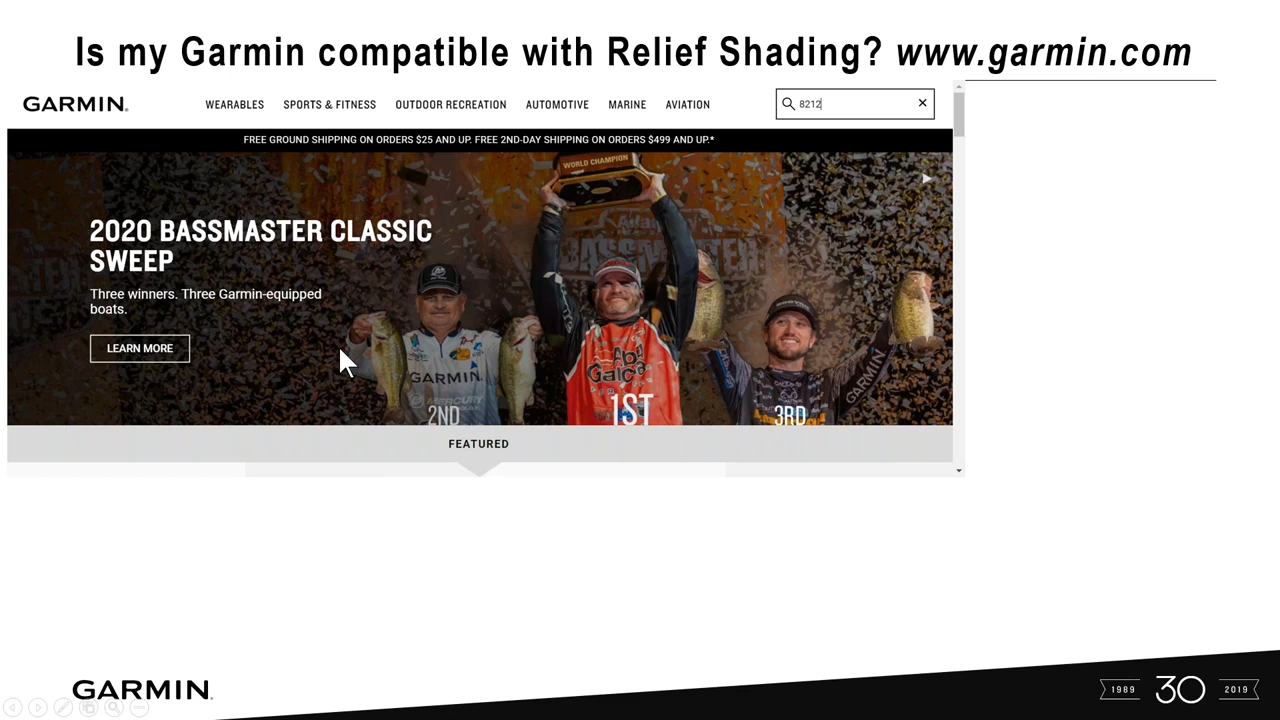 Is my Garmin compatible with Relief Shading? www.garmin.com
GARMIN.
WEARABLES SPORTS & FITNESS OUTDOOR RECREATION AUTOMOTIVE MARINE AVIATION
8212
FREE GROUND SHIPPING ON ORDERS $25 AND UP. FREE 2ND-DAY SHIPPING ON ORDERS $499 AND UP.*
WORLD CHAMPION
BASSMASTER
2020 BASSMASTER CLASSIC
SWEEP
Three winners. Three Garmin-equipped
boats.
LEARN MORE
GARMIN
MERCURY
GARMIN
2ND
1ST
3RD
FEATURED
GARMIN.
1989 30 2019